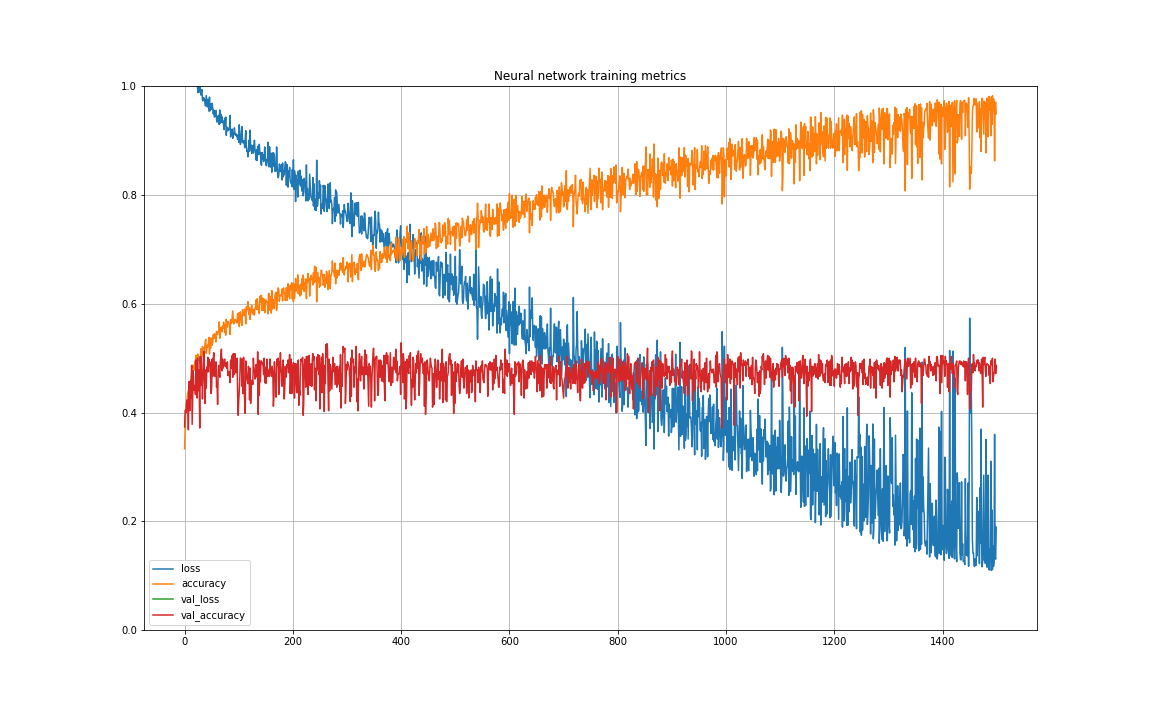 Neural network training metrics
1.0
0.8
0.6
0.4
0.2
0.0
loss
accuracy
val_loss
val_accuracy
0 200 400 600 800 1000 1200 1400